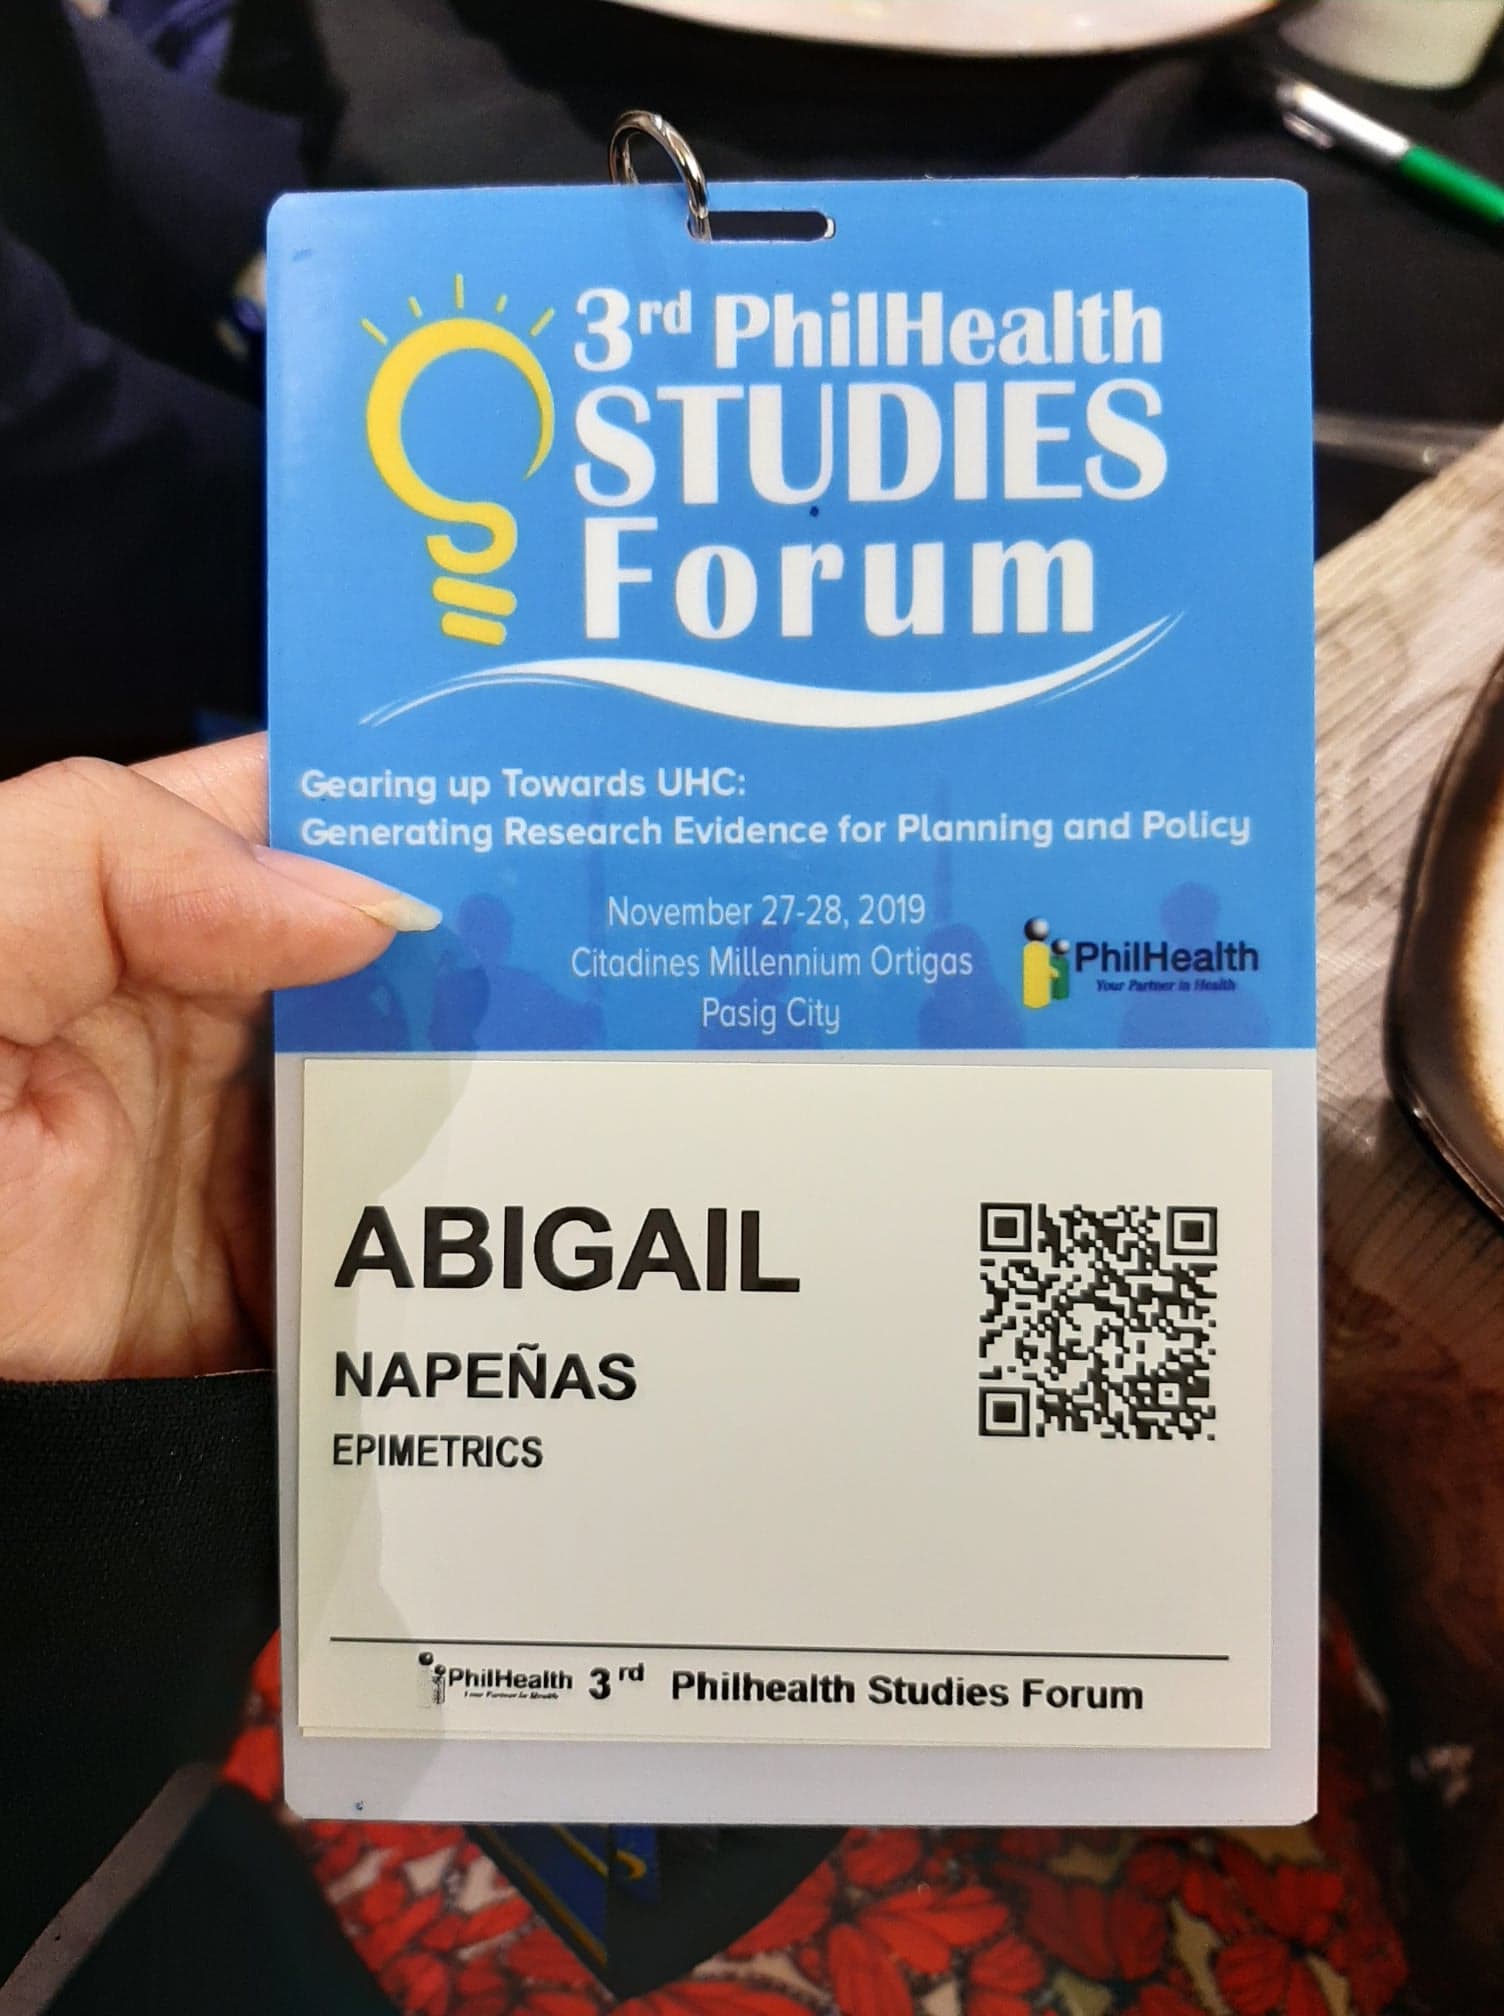 3rd PhilHealth
STUDIES
Forum
Gearing up Towards UHC:
Generating Research Evidence for Planning and Policy
November 27-28, 2019
Citadines Millennium Ortigas
Pasig City
PhilHealth
Your Partner in Health
ABIGAIL
NAPEÑAS
EPIMETRICS
PhilHealth 3rd Philhealth Studies Forum
Your Partner in Health